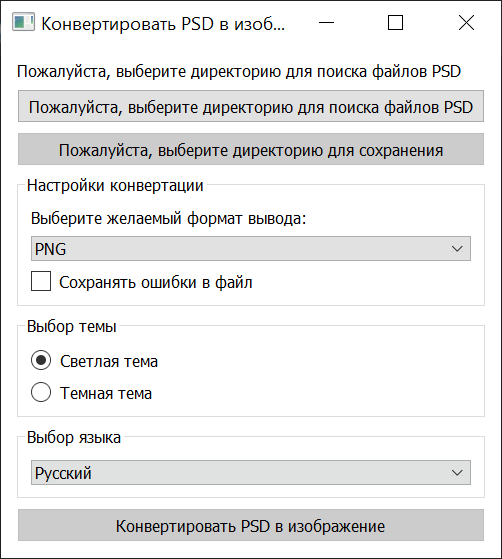 Конвертировать PSD в изоб...
Пожалуйста, выберите директорию для поиска файлов PSD
Пожалуйста, выберите директорию для поиска файлов PSD
Пожалуйста, выберите директорию для сохранения
Настройки конвертации
Выберите желаемый формат вывода:
PNG
Сохранять ошибки в файл
Выбор темы
Светлая тема
Темная тема
Выбор языка
Русский
Конвертировать PSD в изображение